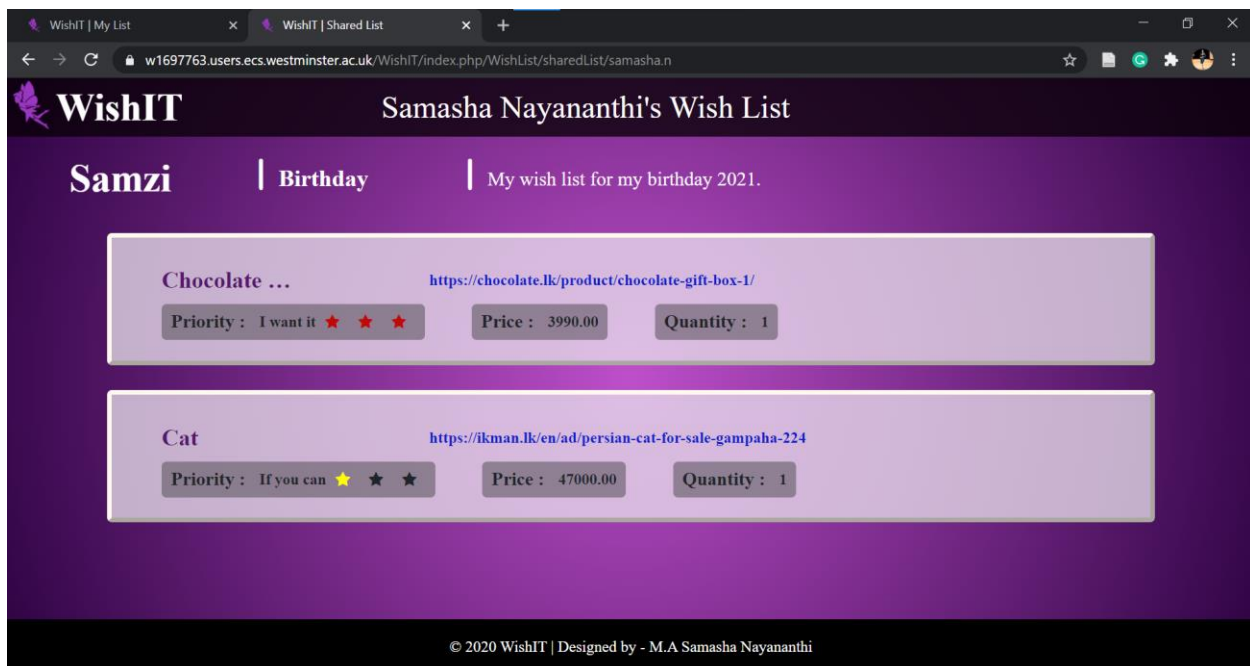 WishIT | My List
WishIT | Shared List
w1697763.users.ecs.westminster.ac.uk/WishIT/index.php/WishList/sharedList/samasha.n
WishIT
Samasha Nayananthi's Wish List
Samzi
Birthday
My wish list for my birthday 2021.
Chocolate ...
https://chocolate.lk/product/chocolate-gift-box-1/
Priority : I want it
Price : 3990.00
Quantity : 1
Cat
https://ikman.lk/en/ad/persian-cat-for-sale-gampaha-224
Priority : If you can
Price : 47000.00
Quantity : 1
© 2020 WishIT | Designed by - M.A Samasha Nayananthi